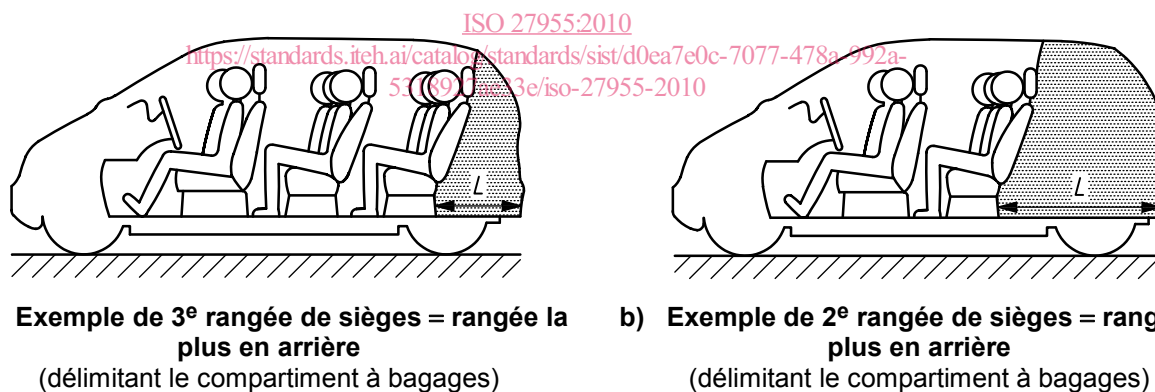 ISO 27955:2010
https://standards.iteh.ai/catalog/standards/sist/d0ea7e0c-7077-478a-992a-
/iso-27955-2010
L
L
Exemple de 3e rangée de sièges = rangée la
plus en arrière
(délimitant le compartiment à bagages)
b) Exemple de 2e rangée de sièges = rang
plus en arrière
(délimitant le compartiment à bagages)